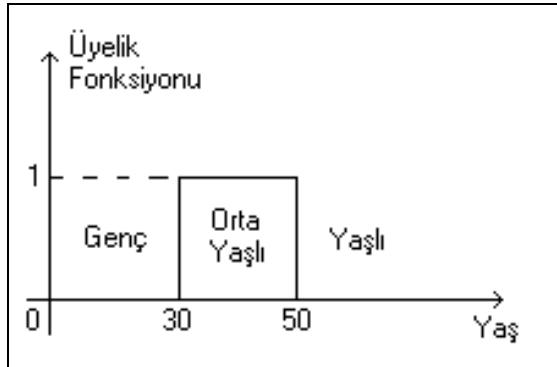 Üyelik
Fonksiyonu
1
Genç
Orta
Yaşlı
Yaşlı
0
30
50
Yaş